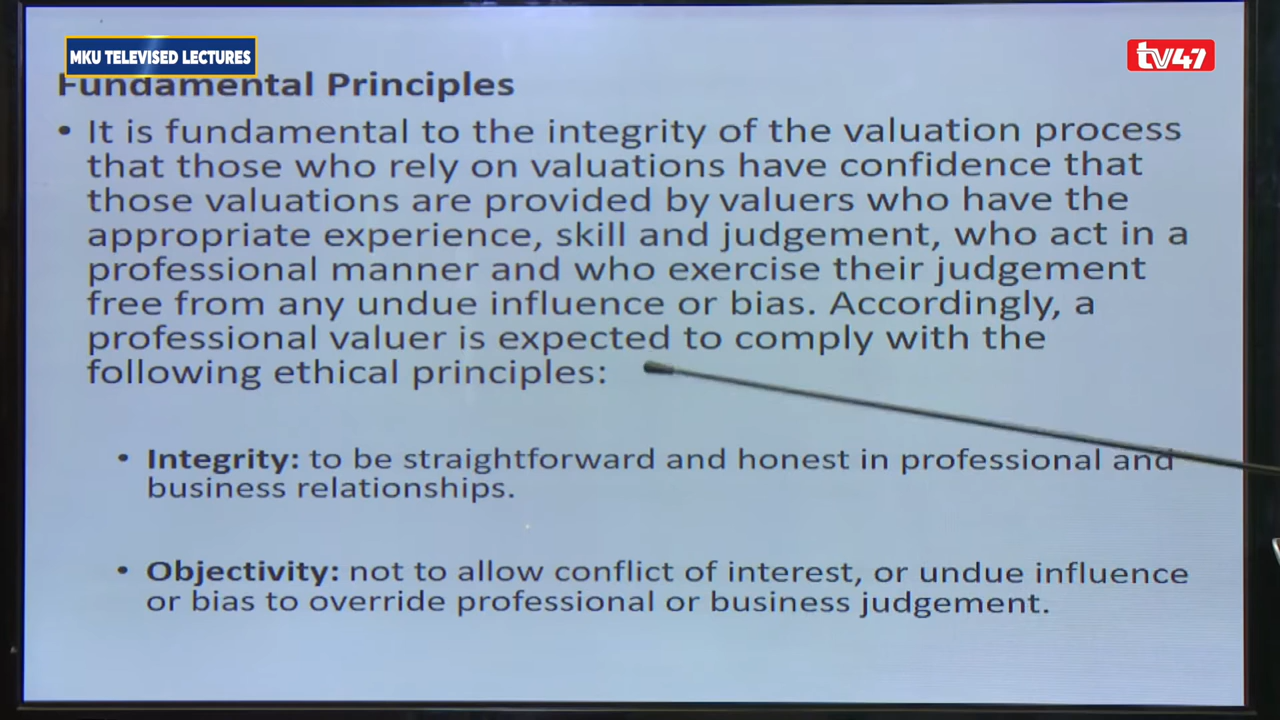 MKU TELEVISED LECTURES
tv47
Fundamental Principles
• It is fundamental to the integrity of the valuation process
that those who rely on valuations have confidence that
those valuations are provided by valuers who have the
appropriate experience, skill and judgement, who act in a
professional manner and who exercise their judgement
free from any undue influence or bias. Accordingly, a
professional valuer is expected to comply with the
following ethical principles:
• Integrity: to be straightforward and honest in professional and
business relationships.
• Objectivity: not to allow conflict of interest, or undue influence
or bias to override professional or business judgement.